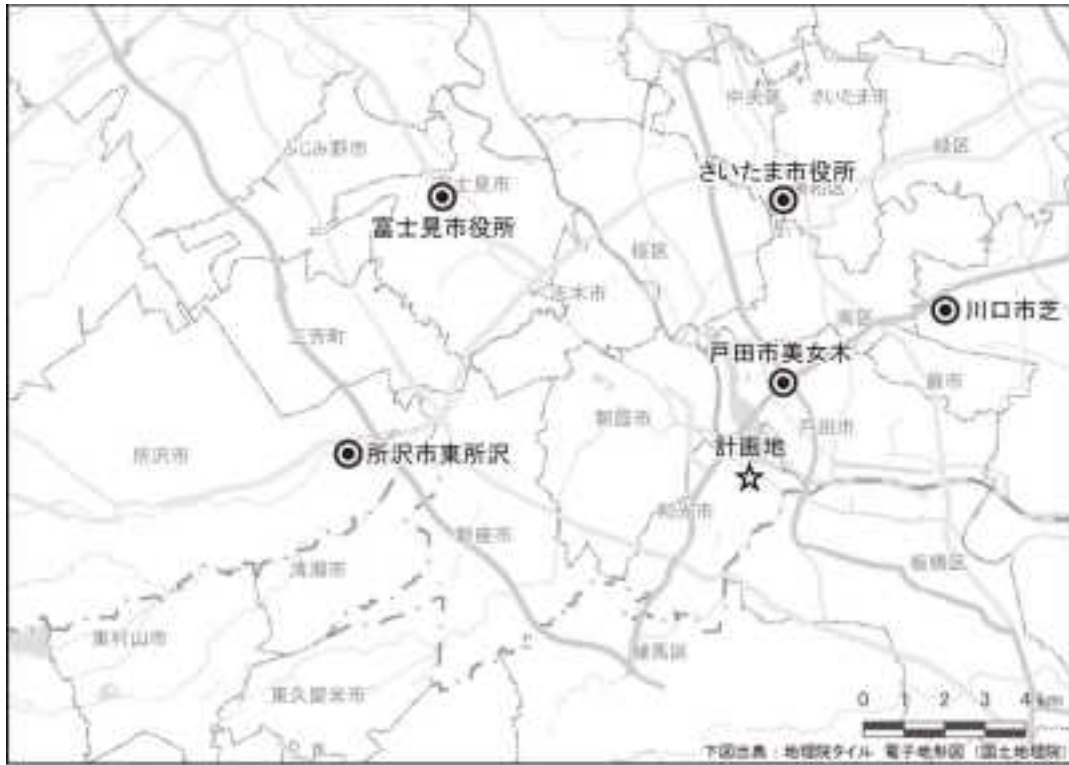 中央区
さいたま市
緑区
ふじみ野市
さいたま市役所
富士見市
浦和区
富士見市役所
桜区
志木市
川口市芝
南区
三芳町
戸田市美女木
蕨市
朝霞市
戸田市
所沢市
所沢市東所沢
計画地
和光市
新座市
清瀬市
板橋区
東村山市
練馬区
東久留米市
0 1 2 3 4 km
下図出典：地理院タイル 電子地形図（国土地理院）